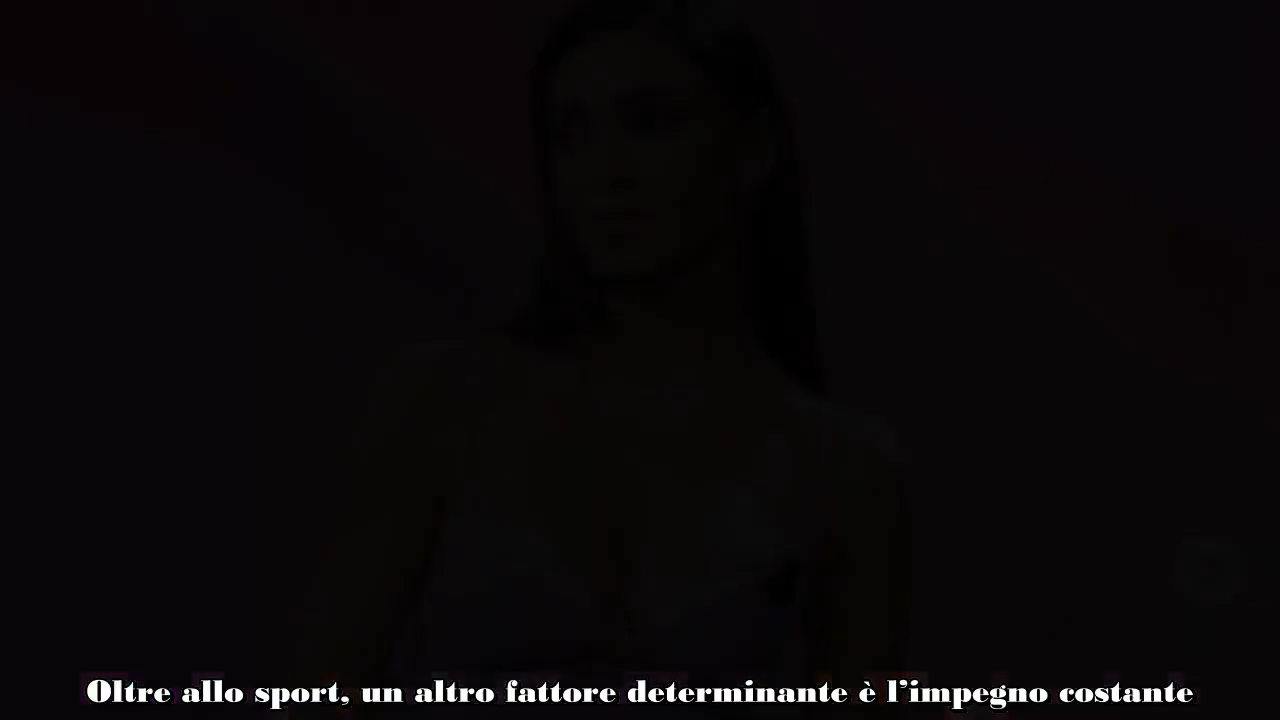 Oltre allo sport, un altro fattore determinante è l’impegno costante